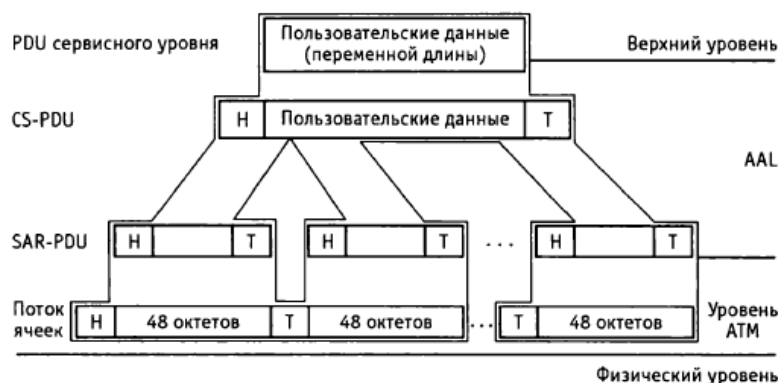 PDU сервисного уровня
Пользовательские данные
(переменной длины)
Верхний уровень
CS-PDU
Н Пользовательские данные Т
AAL
SAR-PDU
Н Т Н Т ... Н Т
Поток
ячеек
Н 48 октетов Т 48 октетов ... Т 48 октетов
Уровень
АТМ
Физический уровень